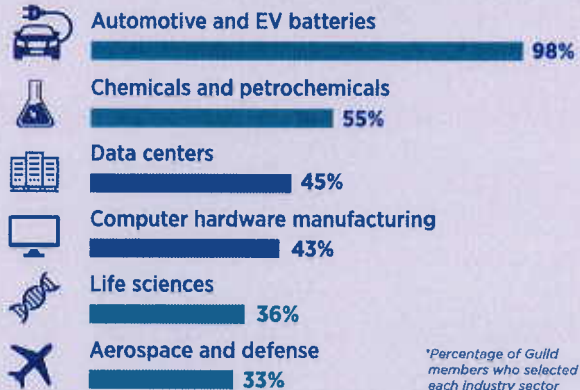 Automotive and EV batteries
98%
Chemicals and petrochemicals
55%
Data centers
45%
Computer hardware manufacturing
43%
Life sciences
36%
Aerospace and defense
33%
*Percentage of Guild
members who selected
each industry sector